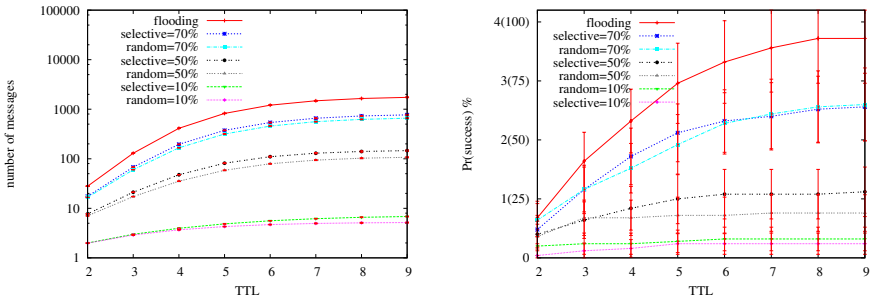 number of messages
100000
10000
1000
100
10
1
2 3 4 5 6 7 8 9
TTL
flooding
selective=70%
random=70%
selective=50%
random=50%
selective=10%
random=10%
Pr(success) %
4(100)
3(75)
2(50)
1(25)
0
2 3 4 5 6 7 8 9
TTL
flooding
selective=70%
random=70%
selective=50%
random=50%
random=10%
selective=10%